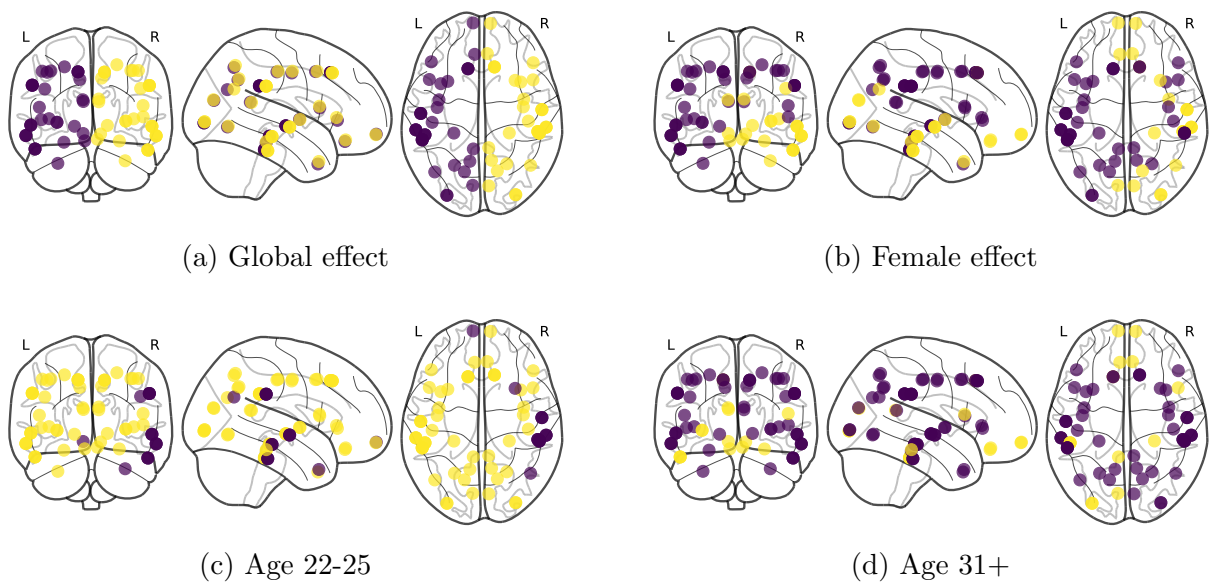 L R L R L R L R
(a) Global effect (b) Female effect
L R L R L R L R
(c) Age 22-25 (d) Age 31+